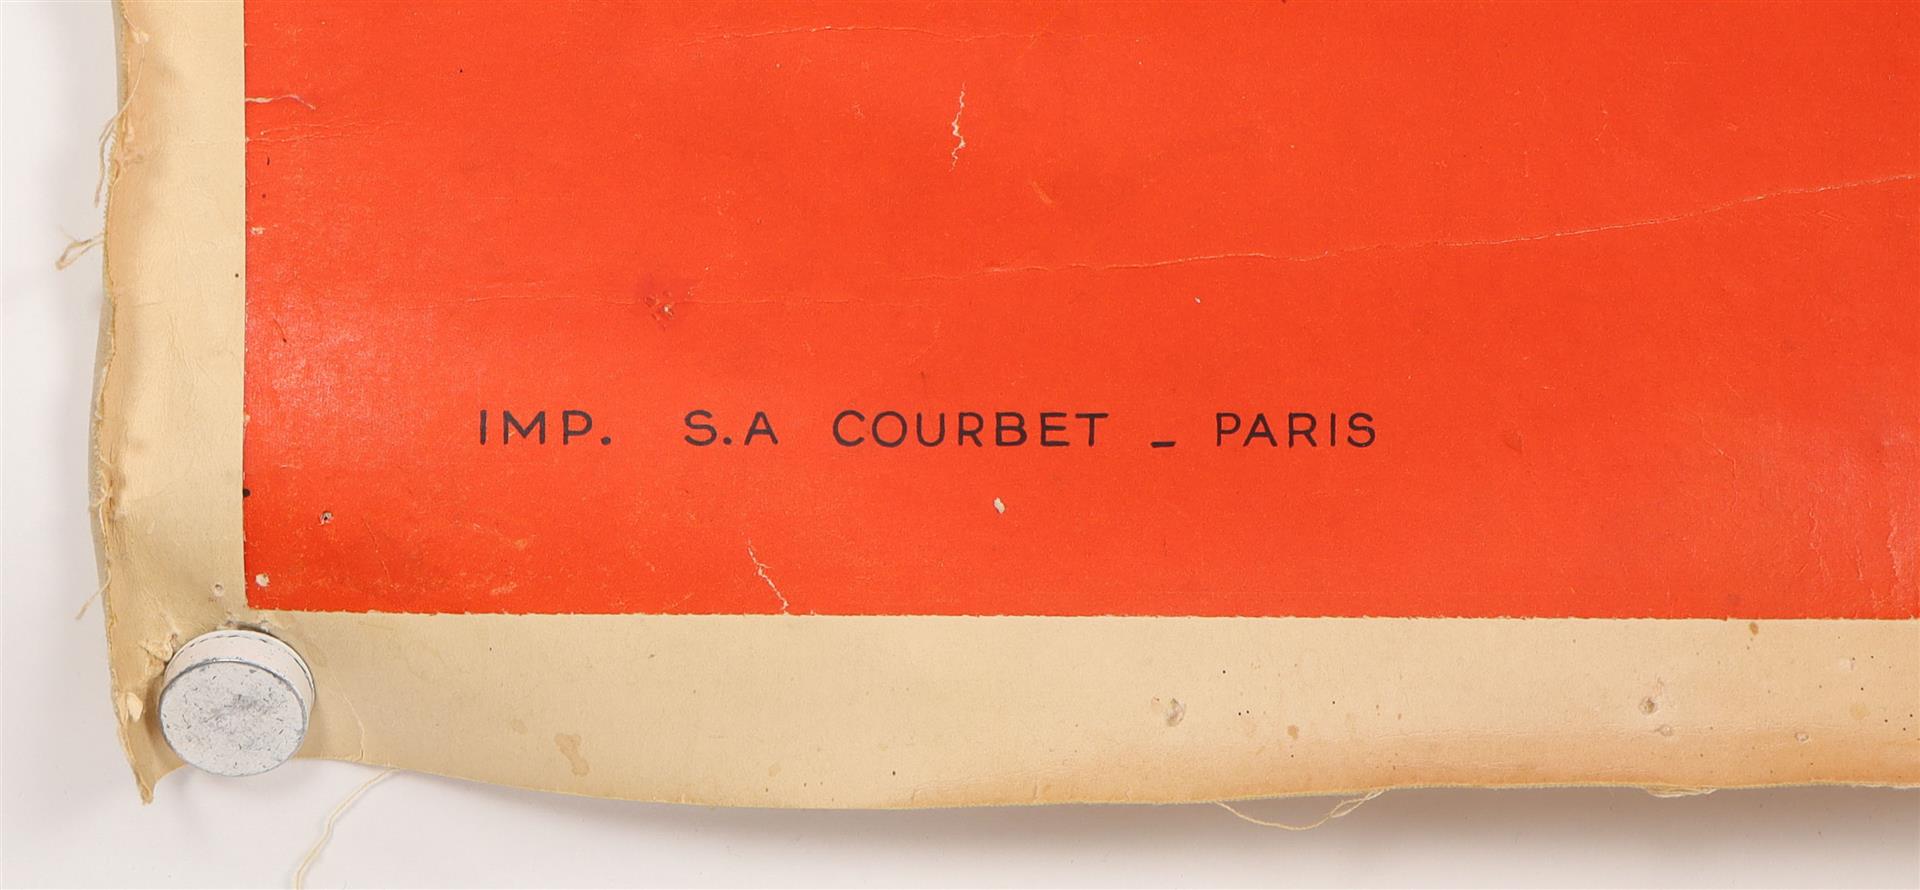 IMP. S.A COURBET _ PARIS